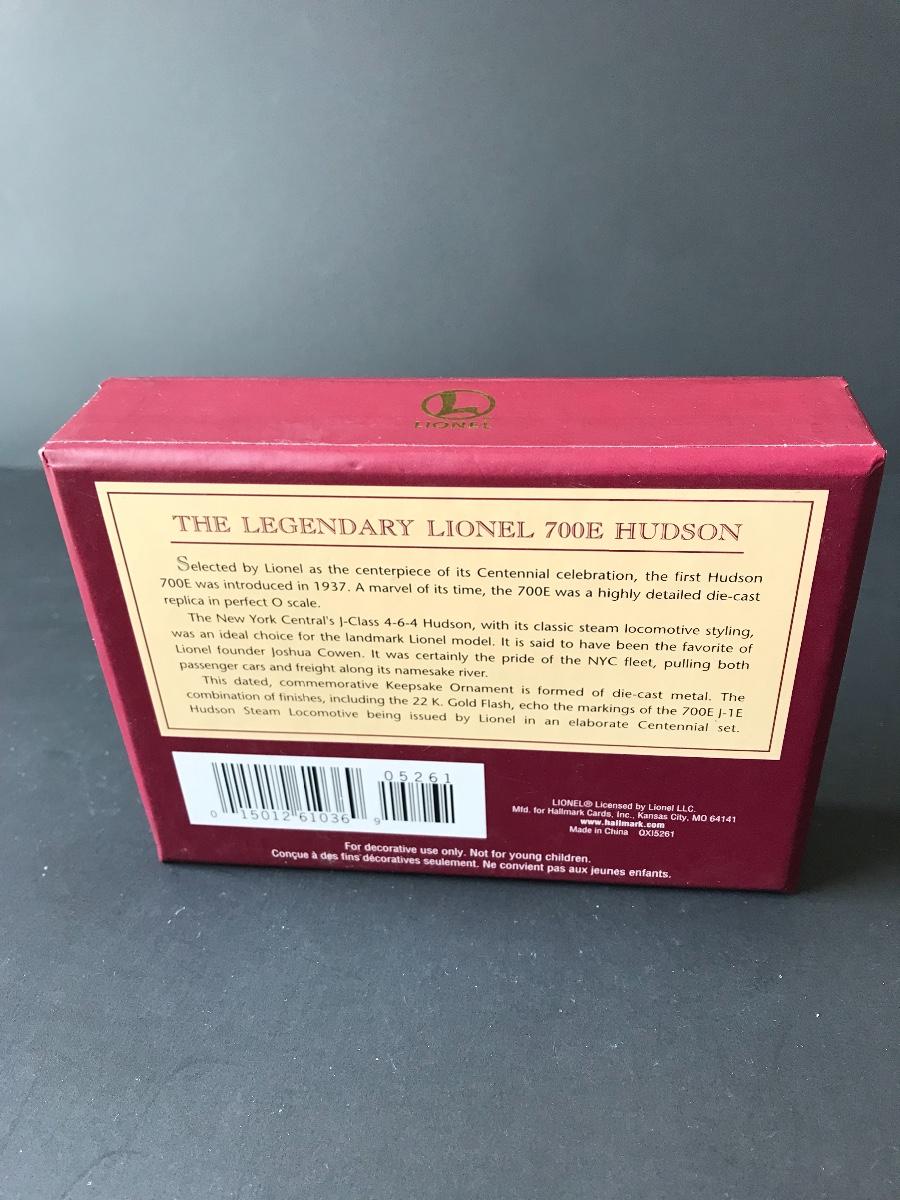 L
LIONEL®
THE LEGENDARY LIONEL 700E HUDSON
Selected by Lionel as the centerpiece of its Centennial celebration, the first Hudson
700E was introduced in 1937. A marvel of its time, the 700E was a highly detailed die-cast
replica in perfect O scale.
The New York Central's J-Class 4-6-4 Hudson, with its classic steam locomotive styling,
was an ideal choice for the landmark Lionel model. It is said to have been the favorite of
Lionel founder Joshua Cowen. It was certainly the pride of the NYC fleet, pulling both
passenger cars and freight along its namesake river.
This dated, commemorative Keepsake Ornament is formed of die-cast metal. The
combination of finishes, including the 22 K. Gold Flash, echo the markings of the 700E J-1E
Hudson Steam Locomotive being issued by Lionel in an elaborate Centennial set.
05261
0 15012 61036 9
LIONEL® Licensed by Lionel LLC.
Mfd. for Hallmark Cards, Inc., Kansas City, MO 64141
www.hallmark.com
Made in China QXI5261
For decorative use only. Not for young children.
Conçue à des fins décoratives seulement. Ne convient pas aux jeunes enfants.